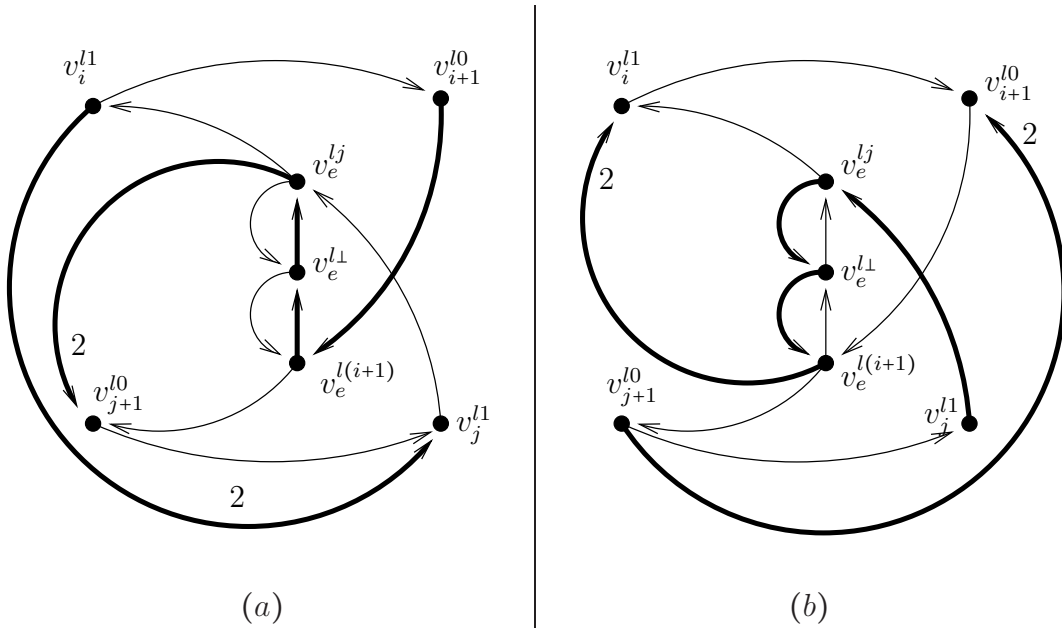 v_i^{l1}
v_{i+1}^{l0}
v_e^{lj}
v_e^{l⊥}
2
v_e^{l(i+1)}
v_{j+1}^{l0}
v_j^{l1}
2
(a)
v_i^{l1}
v_{i+1}^{l0}
2
2
v_e^{lj}
v_e^{l⊥}
v_e^{l(i+1)}
v_{j+1}^{l0}
v_j^{l1}
(b)